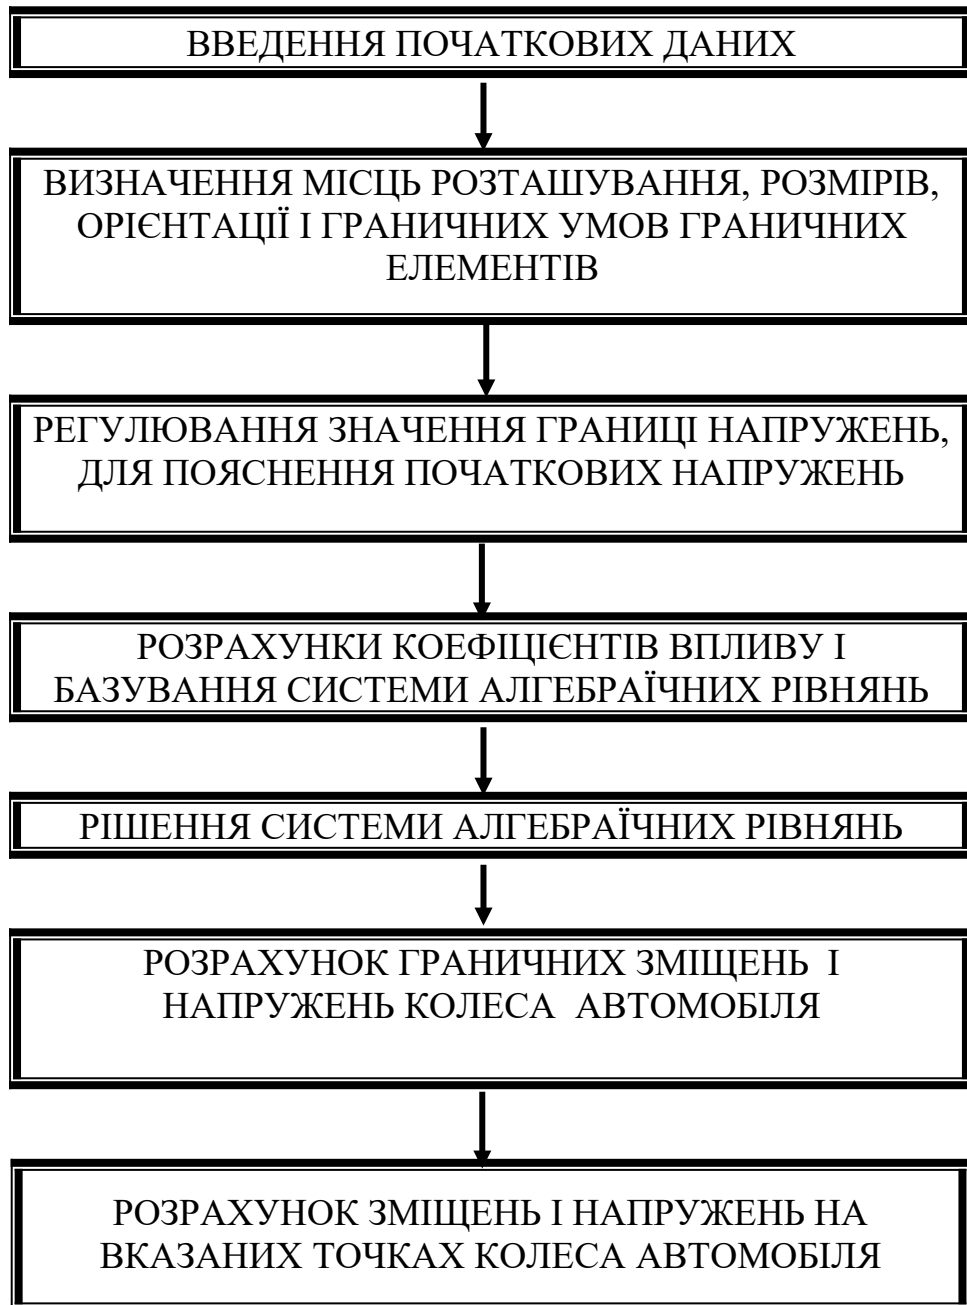 ВВЕДЕННЯ ПОЧАТКОВИХ ДАНИХ
ВИЗНАЧЕННЯ МІСЦЬ РОЗТАШУВАННЯ, РОЗМІРІВ,
ОРІЄНТАЦІЇ І ГРАНИЧНИХ УМОВ ГРАНИЧНИХ
ЕЛЕМЕНТІВ
РЕГУЛЮВАННЯ ЗНАЧЕННЯ ГРАНИЦІ НАПРУЖЕНЬ,
ДЛЯ ПОЯСНЕННЯ ПОЧАТКОВИХ НАПРУЖЕНЬ
РОЗРАХУНКИ КОЕФІЦІЄНТІВ ВПЛИВУ І
БАЗУВАННЯ СИСТЕМИ АЛГЕБРАЇЧНИХ РІВНЯНЬ
РІШЕННЯ СИСТЕМИ АЛГЕБРАЇЧНИХ РІВНЯНЬ
РОЗРАХУНОК ГРАНИЧНИХ ЗМІЩЕНЬ І
НАПРУЖЕНЬ КОЛЕСА АВТОМОБІЛЯ
РОЗРАХУНОК ЗМІЩЕНЬ І НАПРУЖЕНЬ НА
ВКАЗАНИХ ТОЧКАХ КОЛЕСА АВТОМОБІЛЯ